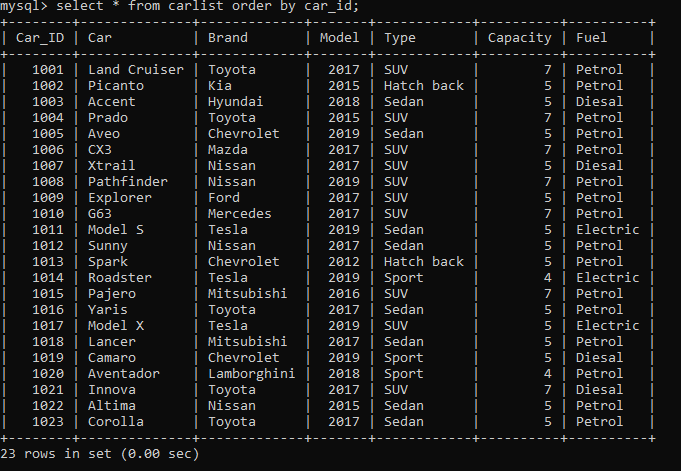 mysql> select * from carlist order by car_id;
+--------+--------------+-------------+-------+------------+----------+----------+
| Car_ID | Car          | Brand       | Model | Type       | Capacity | Fuel     |
+--------+--------------+-------------+-------+------------+----------+----------+
|   1001 | Land Cruiser | Toyota      |  2017 | SUV        |        7 | Petrol   |
|   1002 | Picanto      | Kia         |  2015 | Hatch back |        5 | Petrol   |
|   1003 | Accent       | Hyundai     |  2018 | Sedan      |        5 | Diesal   |
|   1004 | Prado        | Toyota      |  2015 | SUV        |        7 | Petrol   |
|   1005 | Aveo         | Chevrolet   |  2019 | Sedan      |        5 | Petrol   |
|   1006 | CX3          | Mazda       |  2017 | SUV        |        7 | Petrol   |
|   1007 | Xtrail       | Nissan      |  2017 | SUV        |        5 | Diesal   |
|   1008 | Pathfinder   | Nissan      |  2019 | SUV        |        7 | Petrol   |
|   1009 | Explorer     | Ford        |  2017 | SUV        |        5 | Petrol   |
|   1010 | G63          | Mercedes    |  2017 | SUV        |        7 | Petrol   |
|   1011 | Model S      | Tesla       |  2019 | Sedan      |        5 | Electric |
|   1012 | Sunny        | Nissan      |  2017 | Sedan      |        5 | Petrol   |
|   1013 | Spark        | Chevrolet   |  2012 | Hatch back |        5 | Petrol   |
|   1014 | Roadster     | Tesla       |  2019 | Sport      |        4 | Electric |
|   1015 | Pajero       | Mitsubishi  |  2016 | SUV        |        7 | Petrol   |
|   1016 | Yaris        | Toyota      |  2017 | Sedan      |        5 | Petrol   |
|   1017 | Model X      | Tesla       |  2019 | SUV        |        5 | Electric |
|   1018 | Lancer       | Mitsubishi  |  2017 | Sedan      |        5 | Petrol   |
|   1019 | Camaro       | Chevrolet   |  2019 | Sport      |        5 | Diesal   |
|   1020 | Aventador    | Lamborghini |  2018 | Sport      |        4 | Petrol   |
|   1021 | Innova       | Toyota      |  2017 | SUV        |        7 | Diesal   |
|   1022 | Altima       | Nissan      |  2015 | Sedan      |        5 | Petrol   |
|   1023 | Corolla      | Toyota      |  2017 | Sedan      |        5 | Petrol   |
+--------+--------------+-------------+-------+------------+----------+----------+
23 rows in set (0.00 sec)